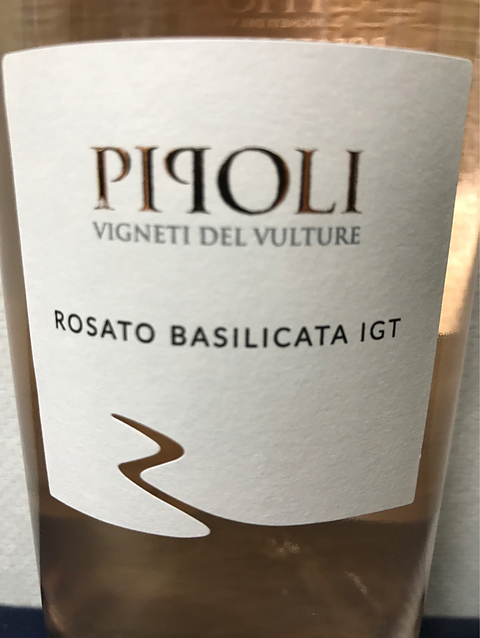 PIPOLI
VIGNETI DEL VULTURE
ROSATO BASILICATA IGT